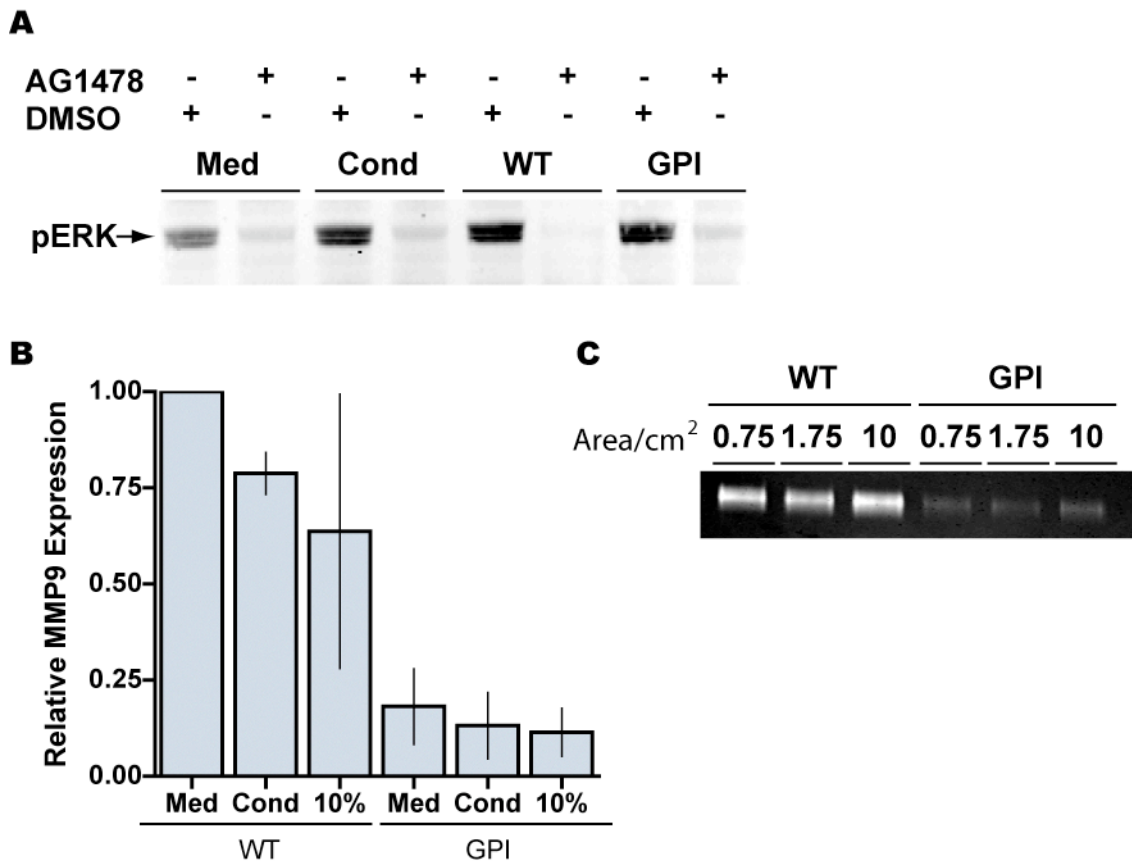 A
AG1478 - + - + - + - +
DMSO + - + - + - + -
Med Cond WT GPI
pERK
B
Relative MMP9 Expression
1.00
0.75
0.50
0.25
0.00
Med Cond 10% Med Cond 10%
WT GPI
C
WT GPI
Area/cm² 0.75 1.75 10 0.75 1.75 10